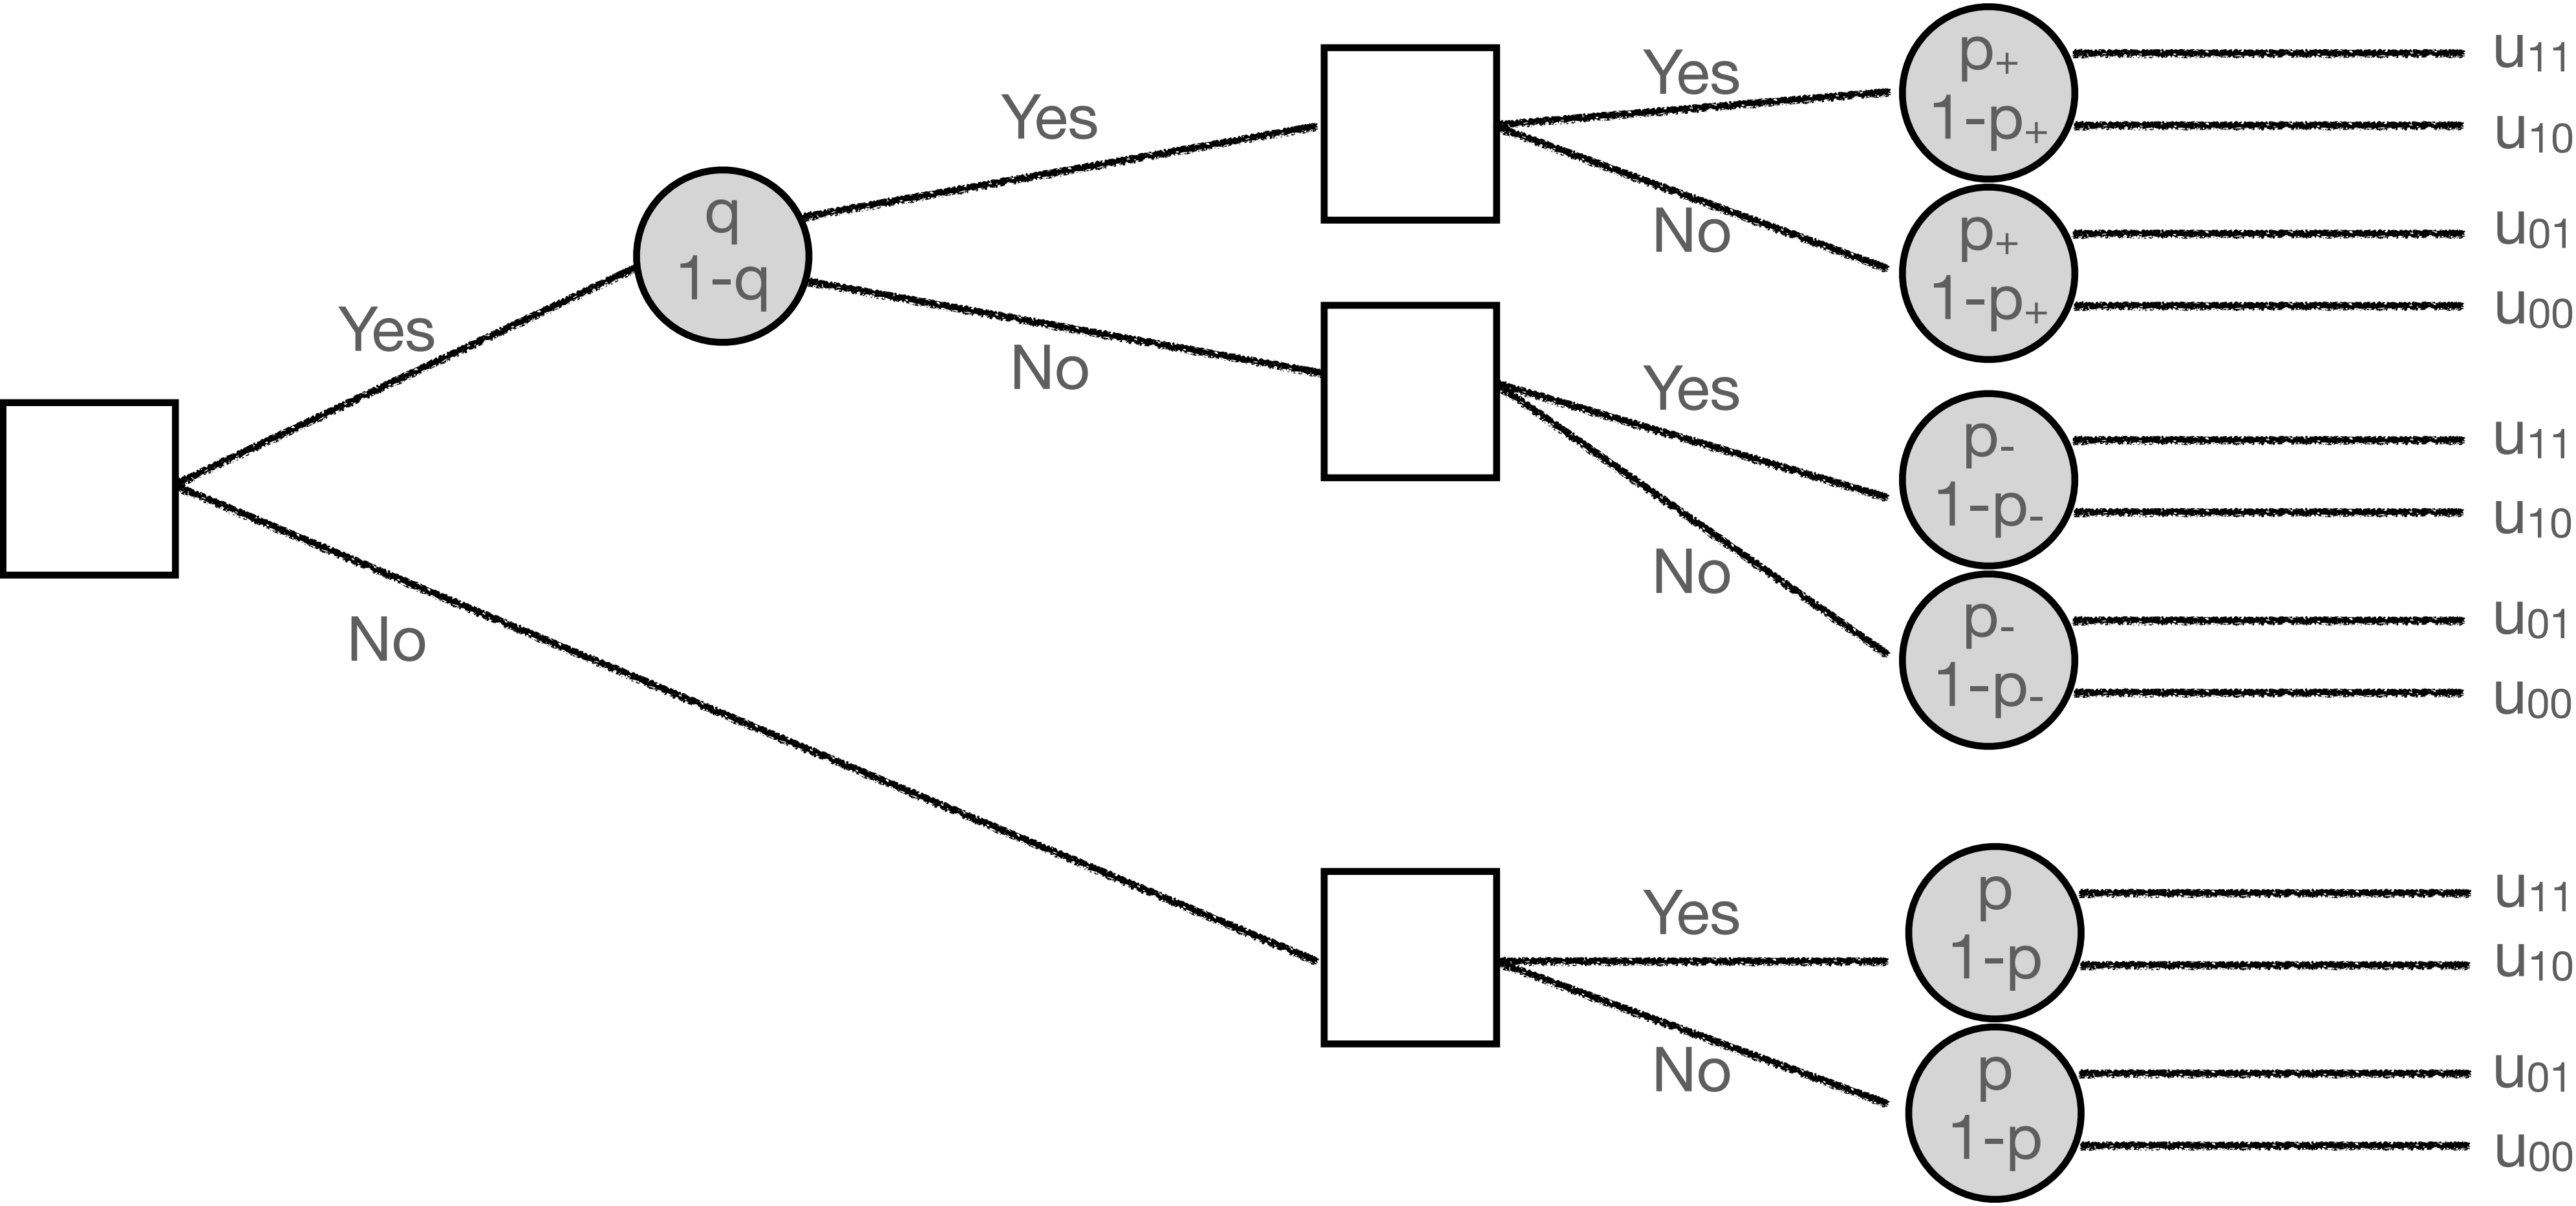 Yes
No
q
1-q
Yes
No
Yes
No
p₊
1-p₊
u₁₁
u₁₀
p₊
1-p₊
u₀₁
u₀₀
Yes
No
p₋
1-p₋
u₁₁
u₁₀
p₋
1-p₋
u₀₁
u₀₀
Yes
No
p
1-p
u₁₁
u₁₀
p
1-p
u₀₁
u₀₀